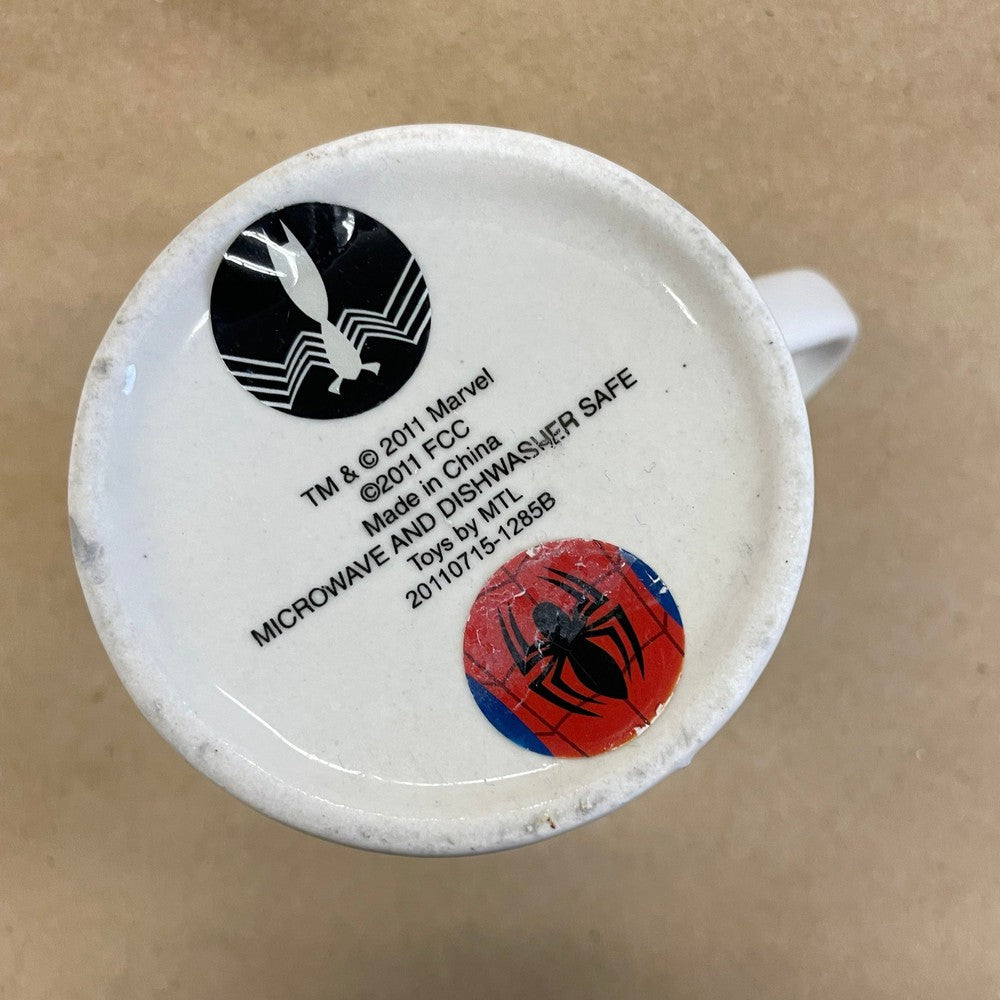 TM & © 2011 Marvel
©2011 FCC
Made in China
MICROWAVE AND DISHWASHER SAFE
Toys by MTL
20110715-1285B